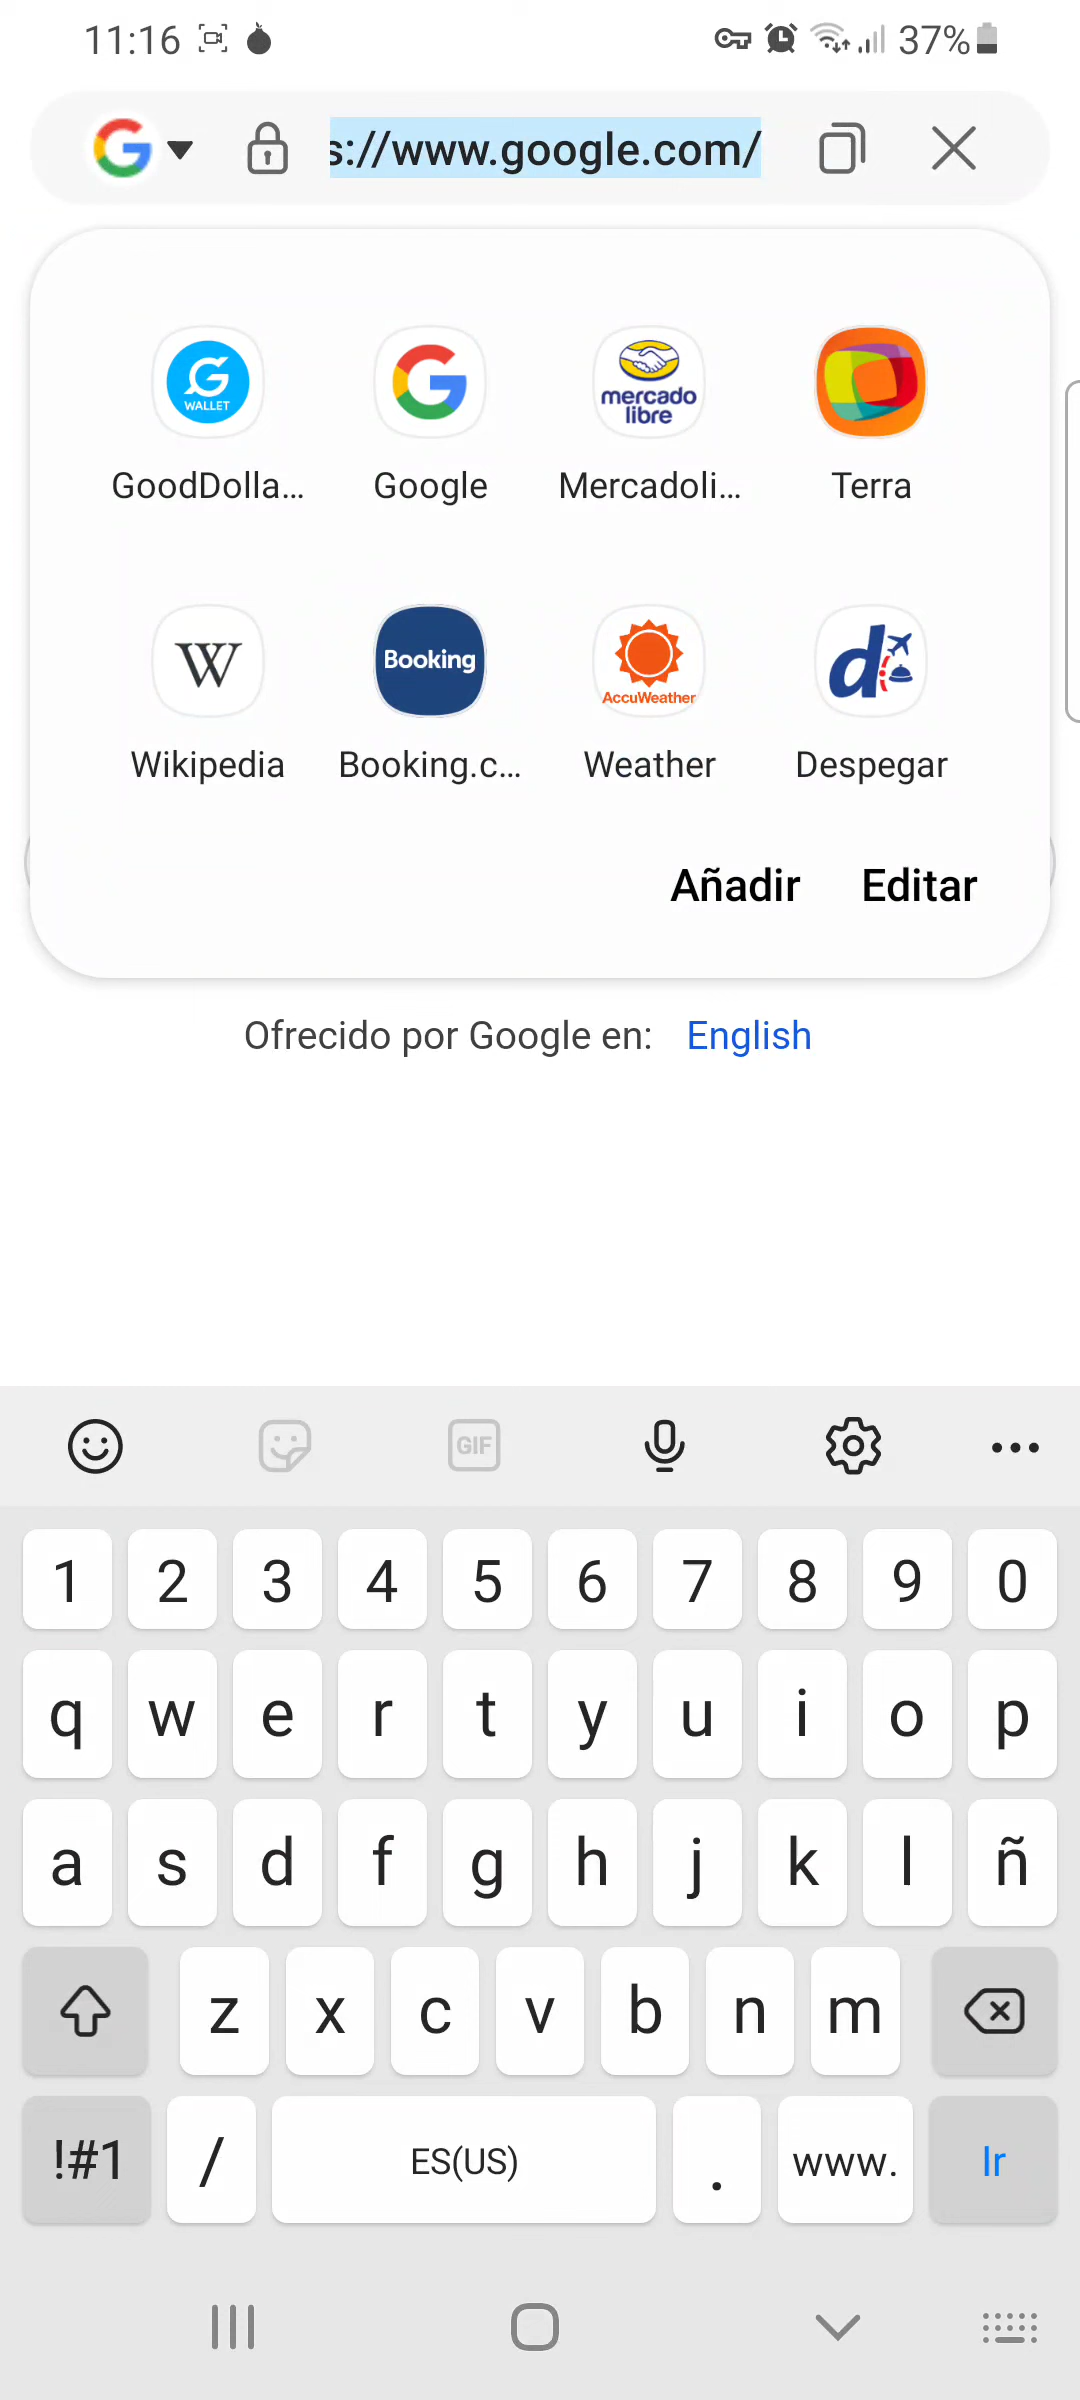 11:16 37%
s://www.google.com/
WALLET
mercado
libre
GoodDolla... Google Mercadoli... Terra
W
Booking
d
AccuWeather
Wikipedia Booking.c... Weather Despegar
Añadir Editar
Ofrecido por Google en: English
GIF
1 2 3 4 5 6 7 8 9 0
q w e r t y u i o p
a s d f g h j k l ñ
z x c v b n m
!#1 / ES(US) . www. Ir